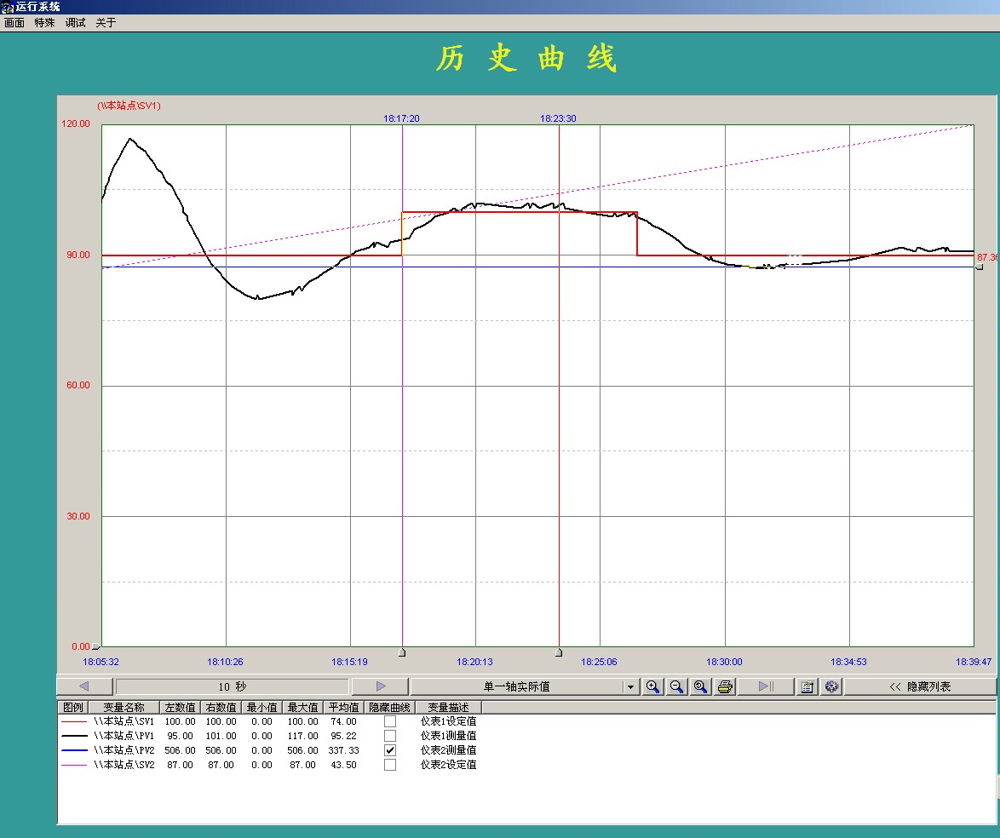 运行系统
画面 特殊 调试 关于
历史曲线
(\\本站点\SV1)
18:17:20 18:23:30
120.00
90.00
87.36
60.00
30.00
0.00
18:05:32 18:10:26 18:15:19 18:20:13 18:25:06 18:30:00 18:34:53 18:39:47
10 秒 单一轴实际值 << 隐藏列表
图例 变量名称 左数值 右数值 最小值 最大值 平均值 隐藏曲线 变量描述
\\本站点\SV1 100.00 100.00 0.00 100.00 74.00 仪表1设定值
\\本站点\PV1 95.00 101.00 0.00 117.00 95.22 仪表1测量值
\\本站点\PV2 506.00 506.00 0.00 506.00 337.33 仪表2测量值
\\本站点\SV2 87.00 87.00 0.00 87.00 43.50 仪表2设定值